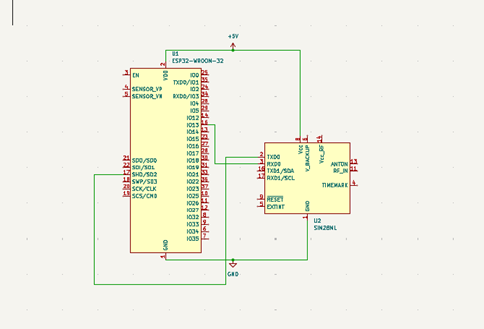 +3V
U1
ESP32-WROOM-32
VDD
EN
SENSOR_VP
SENSOR_VN
SDO/SD0
SDI/SD1
SHD/SD2
SWP/SD3
SCK/CLK
SCS/CMD
IO0
TXD0/IO1
IO2
RXD0/IO3
IO4
IO5
IO12
IO13
IO14
IO15
IO16
IO17
IO18
IO19
IO21
IO22
IO23
IO25
IO26
IO27
IO32
IO33
IO34
IO35
GND
GND
Vcc
V_BACKUP
Vcc_RF
TXD0
RXD0
TXD1/SDA
RXD1/SCL
RESET
EXTINT
ANTON
RF_IN
TIMEMARK
GND
U2
SIM28ML